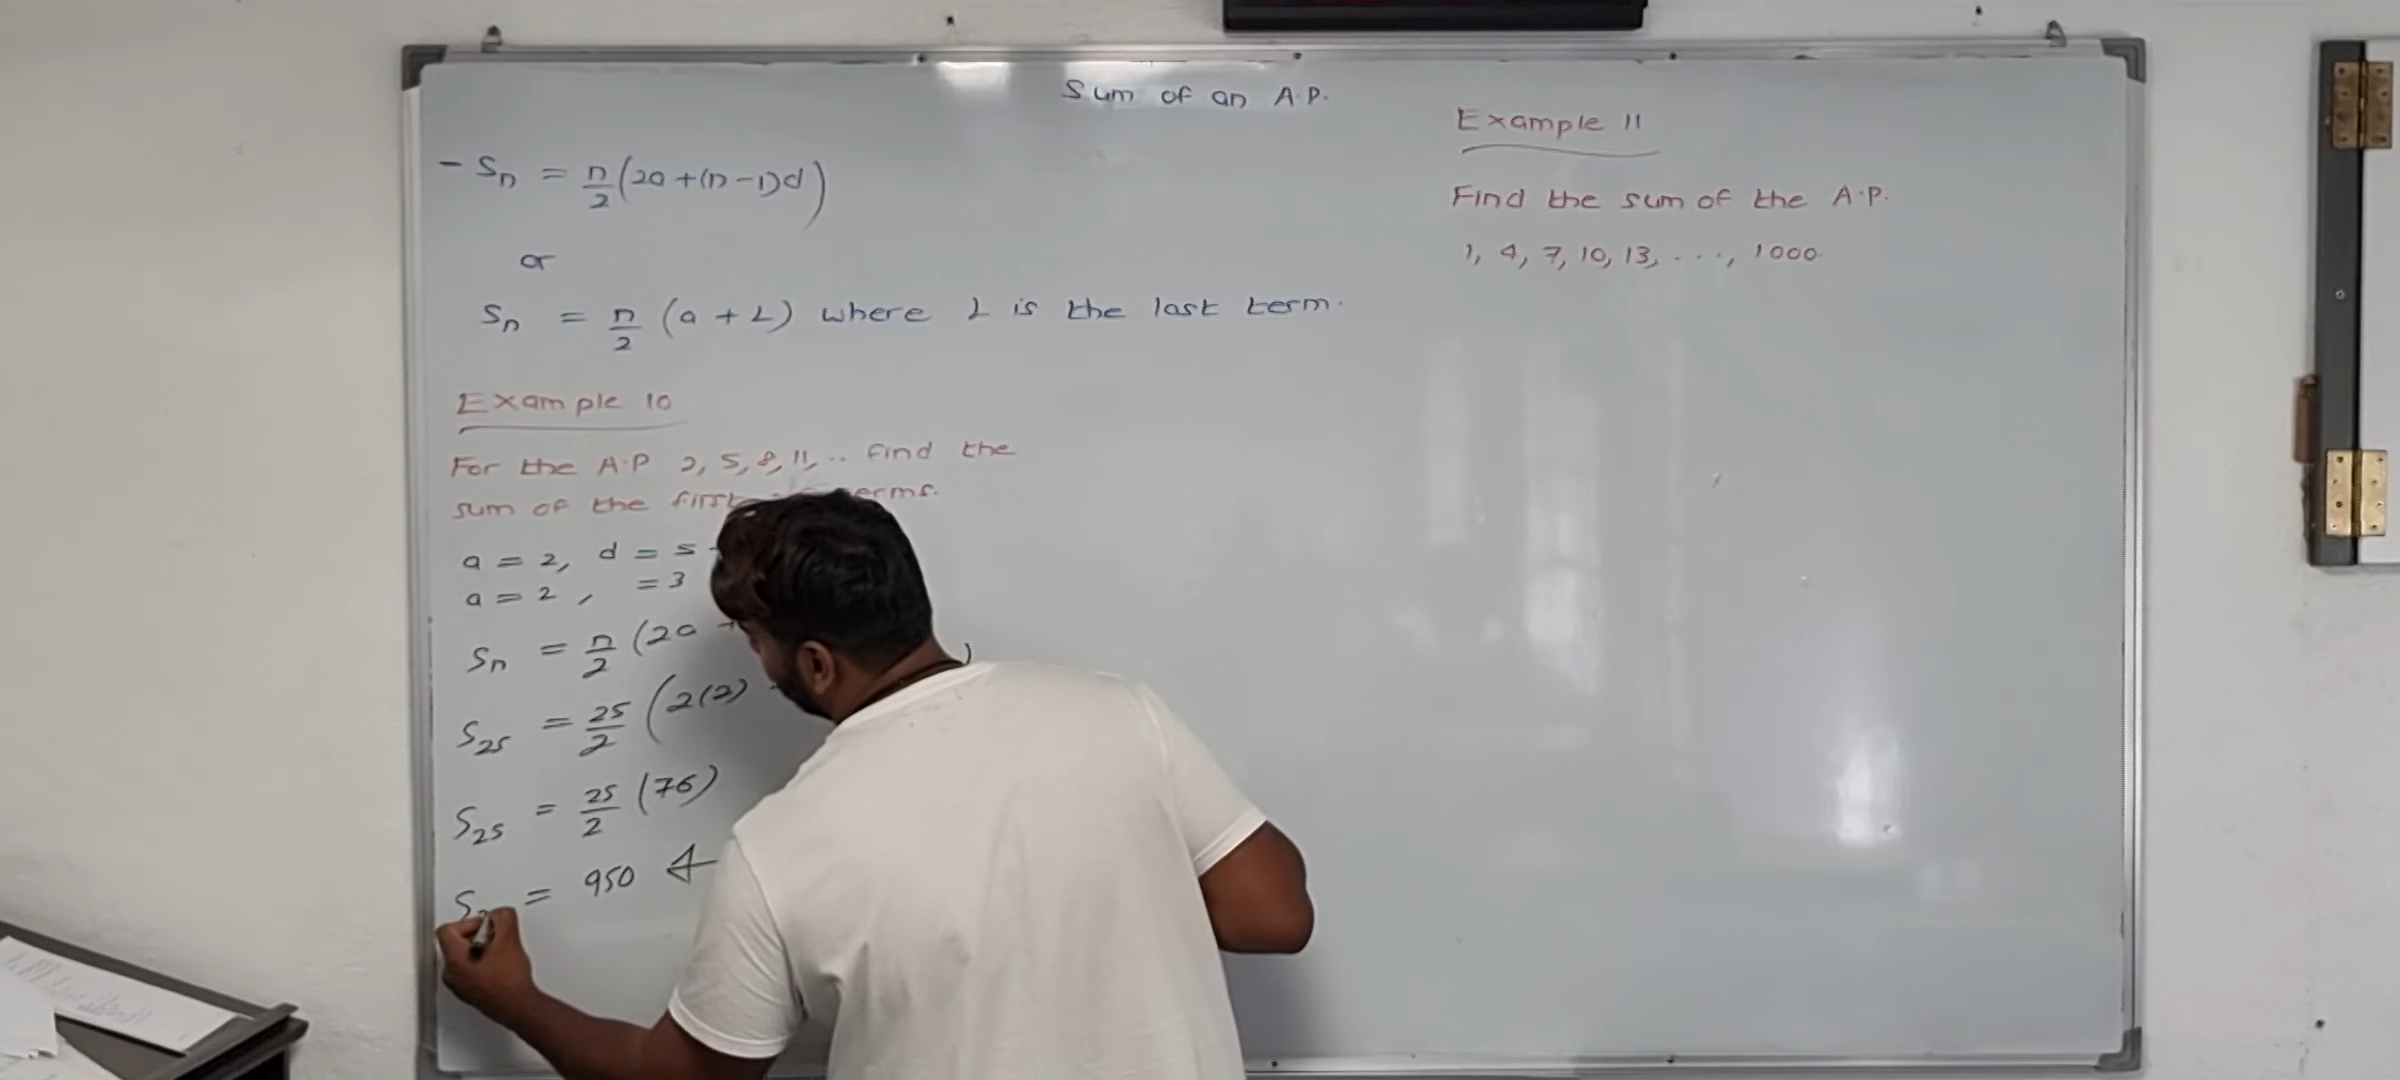 Sum of an A.P.
- Sn = n/2 (2a + (n - 1)d)
or
Sn = n/2 (a + L) where L is the last term.
Example 10
For the A.P 2, 5, 8, 11, .. find the
sum of the first terms.
a = 2, d = 5 -
a = 2 , = 3
Sn = n/2 (2a + )
S25 = 25/2 (2(2)
S25 = 25/2 (76)
S2 = 950
Example 11
Find the sum of the A.P.
1, 4, 7, 10, 13, . . ., 1000.